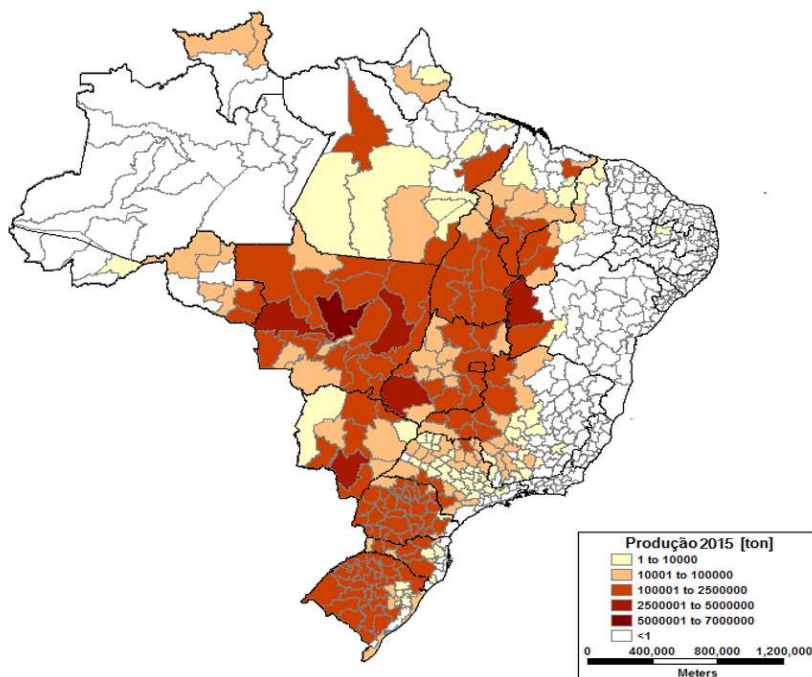 Produção 2015 [ton]
1 to 10000
10001 to 100000
100001 to 2500000
2500001 to 5000000
5000001 to 7000000
<1
0 400,000 800,000 1,200,000
Meters